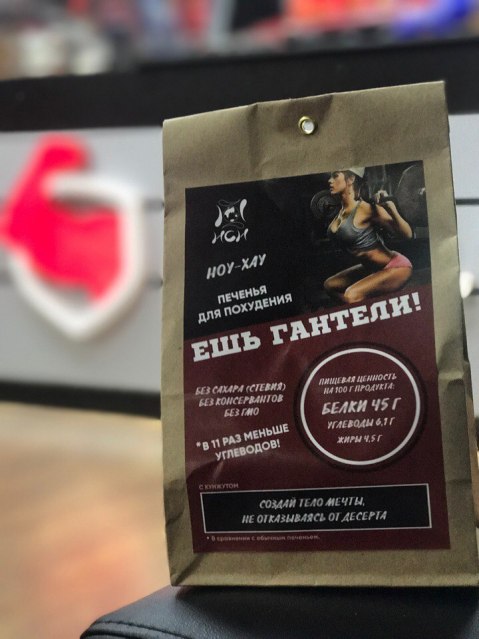 НОУ-ХАУ
ПЕЧЕНЬЯ
ДЛЯ ПОХУДЕНИЯ
ЕШЬ ГАНТЕЛИ!
БЕЗ САХАРА (СТЕВИЯ)
БЕЗ КОНСЕРВАНТОВ
БЕЗ ГМО
*В 11 РАЗ МЕНЬШЕ
УГЛЕВОДОВ!
ПИЩЕВАЯ ЦЕННОСТЬ
НА 100 Г ПРОДУКТА:
БЕЛКИ 45 Г
УГЛЕВОДЫ 6,1 Г
ЖИРЫ 4,5 Г
С КУНЖУТОМ
СОЗДАЙ ТЕЛО МЕЧТЫ,
НЕ ОТКАЗЫВАЯСЬ ОТ ДЕСЕРТА
* В сравнении с обычным печеньем.